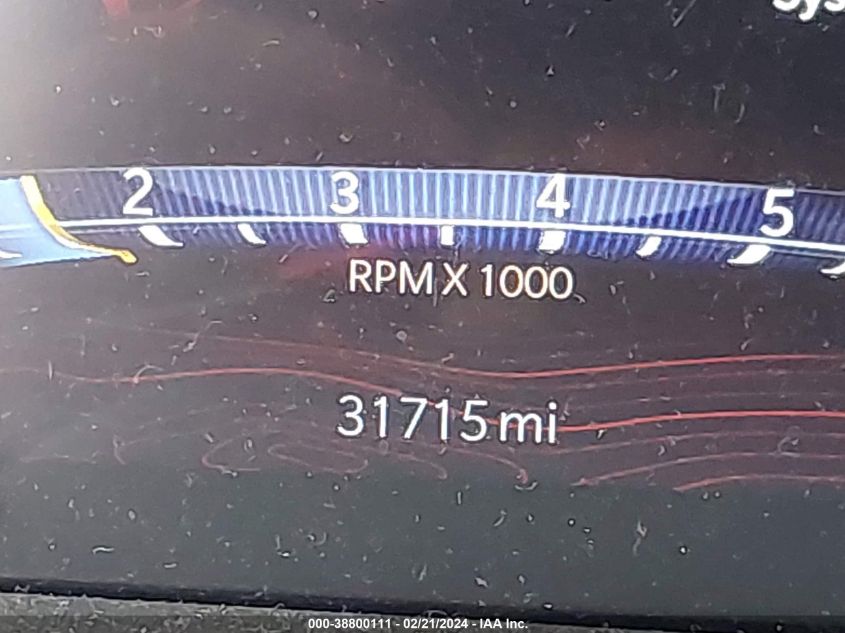 2 3 4 5
RPM X 1000
31715 mi
000-38800111 - 02/21/2024 - IAA Inc.